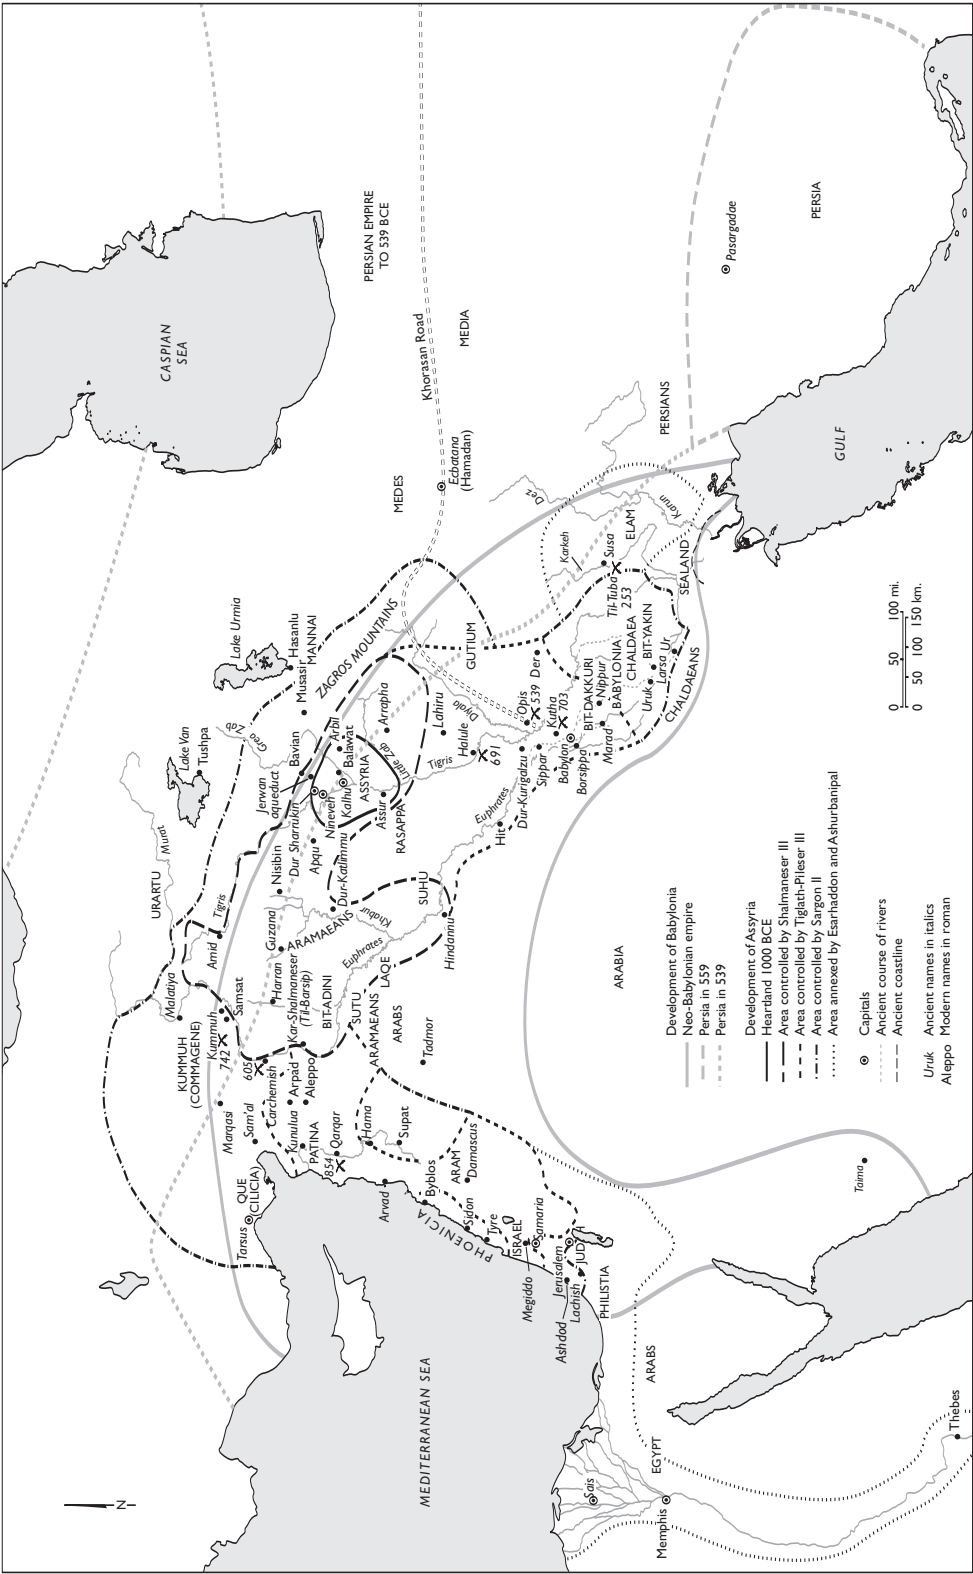 CASPIAN
SEA
PERSIAN EMPIRE
TO 539 BCE
Khorasan Road
MEDIA
PERSIA
Pasargadae
PERSIANS
GULF
MEDES
Ecbatana
(Hamadan)
Dez
Karun
Karkeh
Susa
ELAM
Til-Tuba
253
SEALAND
Lake Urmia
Hasanlu
MANNAI
Musasir
ZAGROS MOUNTAINS
GUTIUM
Der
CHALDAEA
BIT-YAKIN
BABYLONIA
BIT-DAKKURI
Nippur
Uruk
Larsa
Ur
CHALDAEANS
Marad
Lake Van
Tushpa
Grea Zab
Bavian
Jerwan
aqueduct
Arbil
Balawat
Arrapha
Lahiru
Diyala
Opis
539
Kutha
703
Babylon
Borsippa
Sippar
Dur-Kurigalzu
Halule
691
Tigris
Little Zab
ASSYRIA
Kalhu
Nineveh
Dur Sharrukin
Assur
RASAPPA
Apqu
Dur-Katlimmu
Nisibin
Euphrates
Hit
SUHU
Hindannu
URARTU
Murat
Tigris
Amid
Guzana
ARAMAEANS
Khabur
Euphrates
LAQE
(Malatiya
Samsat
Harran
Kar-Shalmaneser
(Til-Barsip)
BIT-ADINI
SUTU
ARAMAEANS
ARABS
Tadmor
KUMMUH
(COMMAGENE)
Kummuh
742
605
Carchemish
Arpad
Aleppo
Marqasi
Sam'al
Kunulua
PATINA
854
Qarqar
Hama
Supat
QUE
(CILICIA)
Tarsus
Arvad
Byblos
ARAM
Damascus
PHOENICIA
Sidon
Tyre
ISRAEL
Samaria
Megiddo
Jerusalem
JUDAH
Lachish
Ashdod
PHILISTIA
MEDITERRANEAN SEA
ARABS
EGYPT
Sais
Memphis
Thebes
Taima
ARABIA
N
0 50 100 mi.
0 50 100 150 km.
Development of Babylonia
Neo-Babylonian empire
Persia in 559
Persia in 539
Development of Assyria
Heartland 1000 BCE
Area controlled by Shalmaneser III
Area controlled by Tiglath-Pileser III
Area controlled by Sargon II
Area annexed by Esarhaddon and Ashurbanipal
Capitals
Ancient course of rivers
Ancient coastline
Uruk Ancient names in italics
Aleppo Modern names in roman